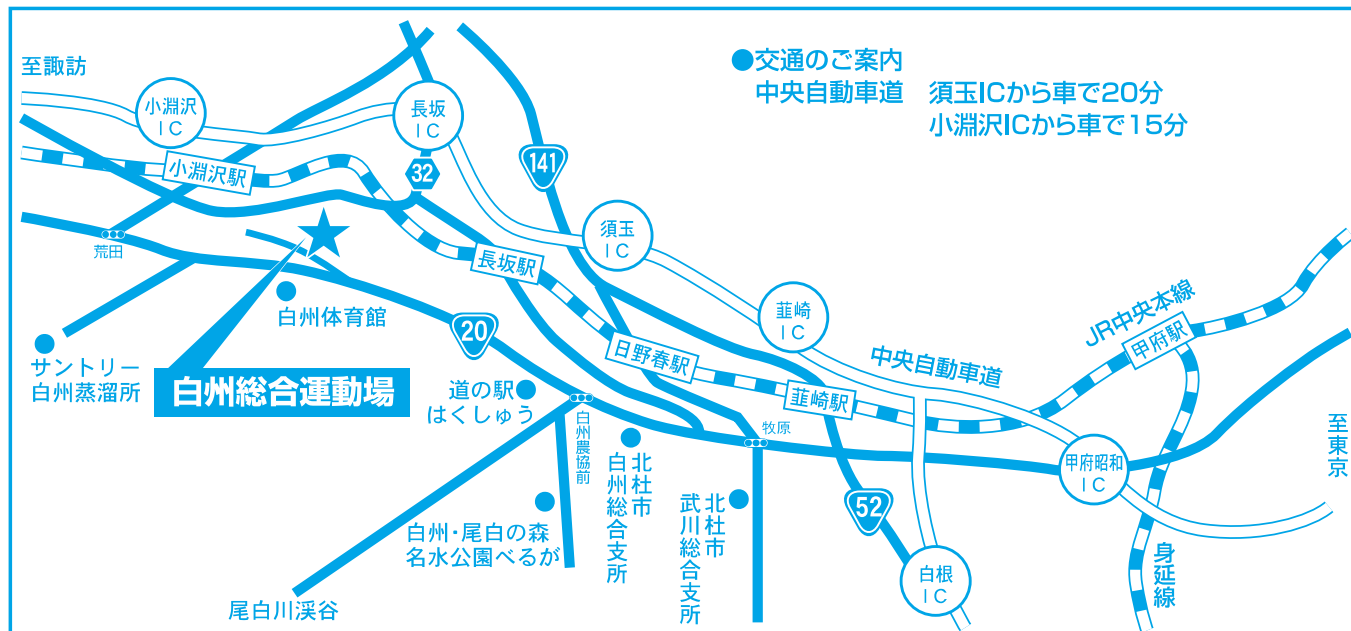 至諏訪
●交通のご案内
中央自動車道　須玉ICから車で20分
小淵沢ICから車で15分
小淵沢
IC
長坂
IC
141
小淵沢駅
32
須玉
IC
荒田
長坂駅
白州体育館
韮崎
IC
JR中央本線
甲府駅
20
日野春駅
中央自動車道
サントリー
白州蒸溜所
白州総合運動場
道の駅
はくしゅう
韮崎駅
白州農協前
牧原
至東京
北杜市
白州総合支所
甲府昭和
IC
北杜市
武川総合支所
52
白州・尾白の森
名水公園べるが
白根
IC
身延線
尾白川渓谷